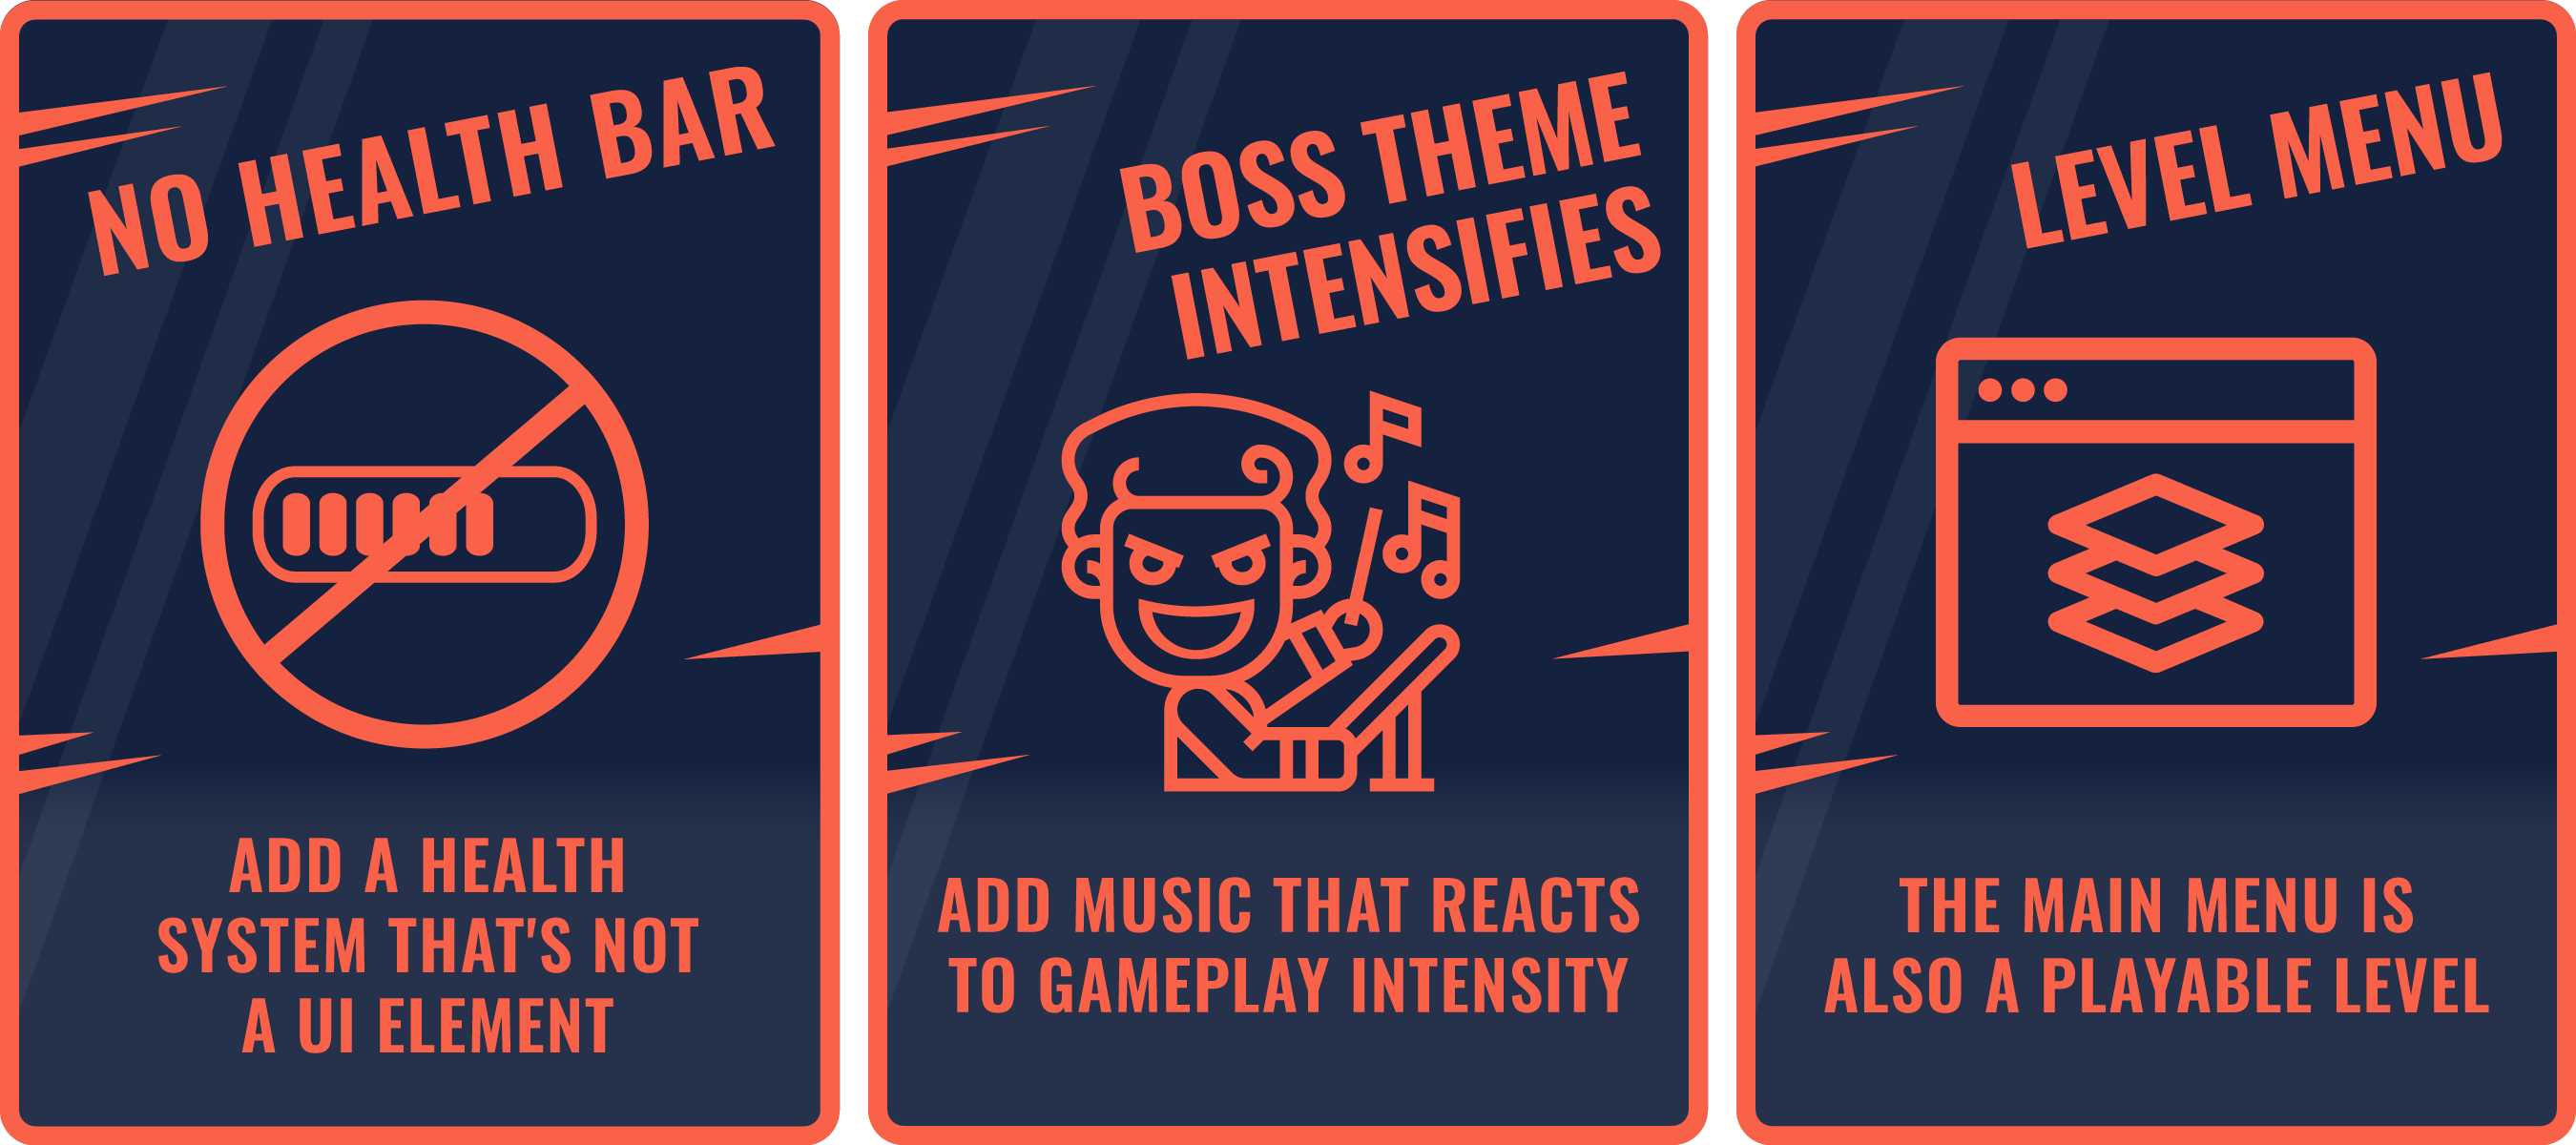 NO HEALTH BAR
ADD A HEALTH
SYSTEM THAT'S NOT
A UI ELEMENT
BOSS THEME
INTENSIFIES
ADD MUSIC THAT REACTS
TO GAMEPLAY INTENSITY
LEVEL MENU
THE MAIN MENU IS
ALSO A PLAYABLE LEVEL